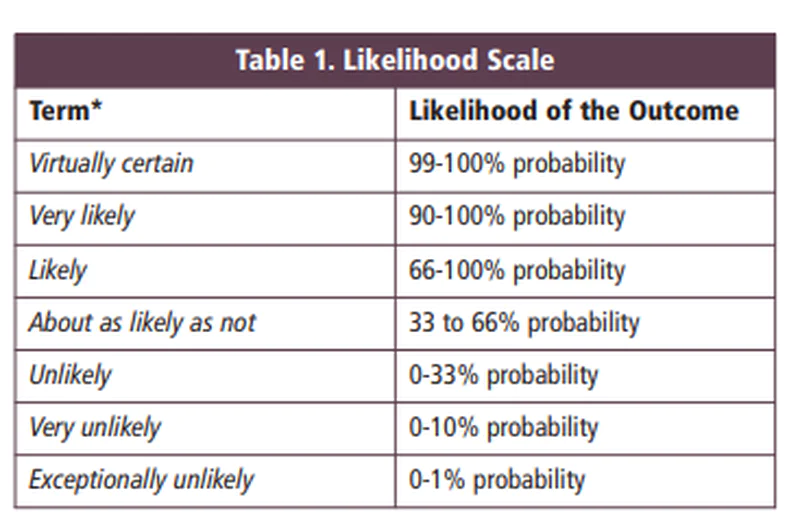 Table 1. Likelihood Scale
Term* Likelihood of the Outcome
Virtually certain 99-100% probability
Very likely 90-100% probability
Likely 66-100% probability
About as likely as not 33 to 66% probability
Unlikely 0-33% probability
Very unlikely 0-10% probability
Exceptionally unlikely 0-1% probability